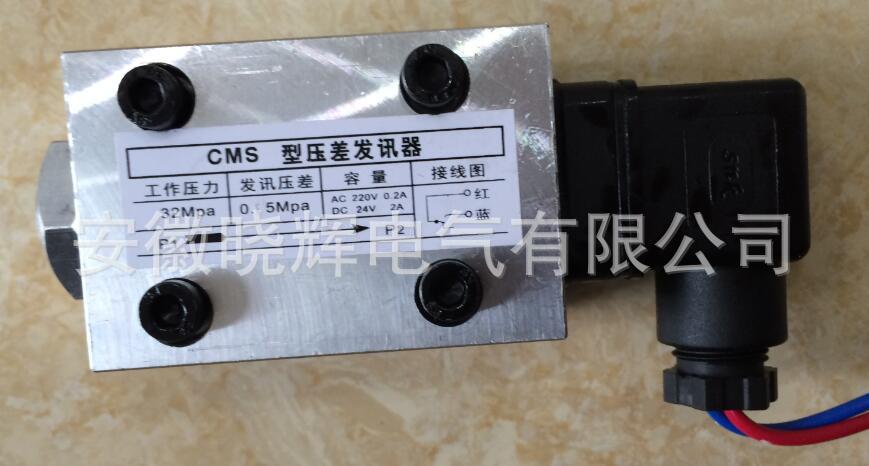 CMS 型压差发讯器
工作压力 发讯压差 容量 接线图
32Mpa AC 220V 0.2A 红
DC 24V 2A 蓝
P1 P2
安徽晓辉电气有限公司